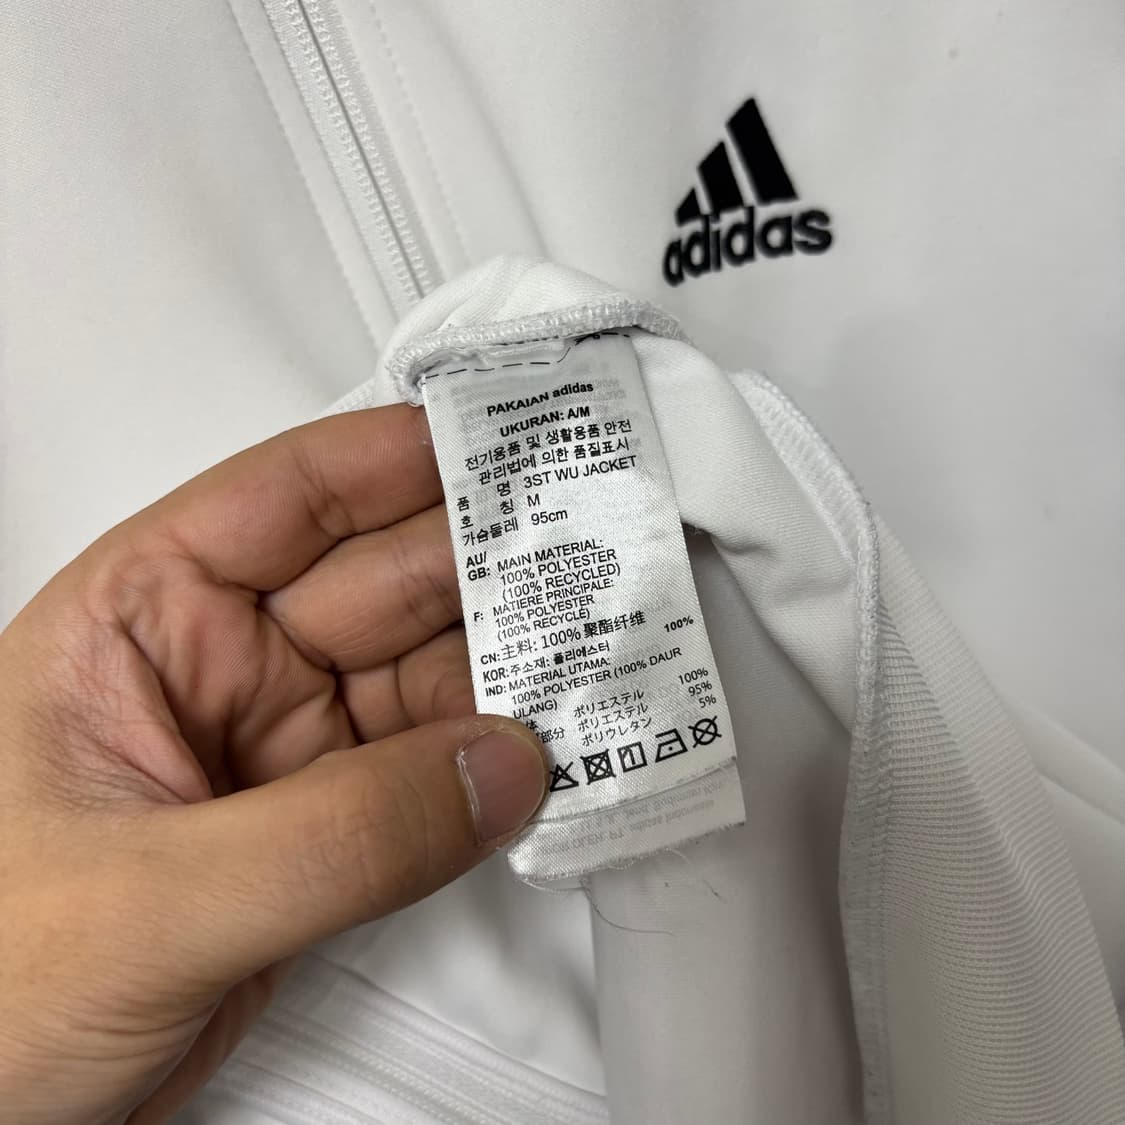 adidas
PAKAIAN adidas
UKURAN: A/M
전기용품 및 생활용품 안전
관리법에 의한 품질표시
품 명 3ST WU JACKET
호 칭 M
가슴둘레 95cm
AU/
GB: MAIN MATERIAL:
100% POLYESTER
(100% RECYCLED)
F: MATIERE PRINCIPALE:
100% POLYESTER
(100% RECYCLÉ)
CN: 主料: 100% 聚酯纤维
KOR: 주소재: 폴리에스터 100%
IND: MATERIAL UTAMA:
100% POLYESTER (100% DAUR
ULANG)
体 ポリエステル 100%
部分 ポリエステル 95%
ポリウレタン 5%